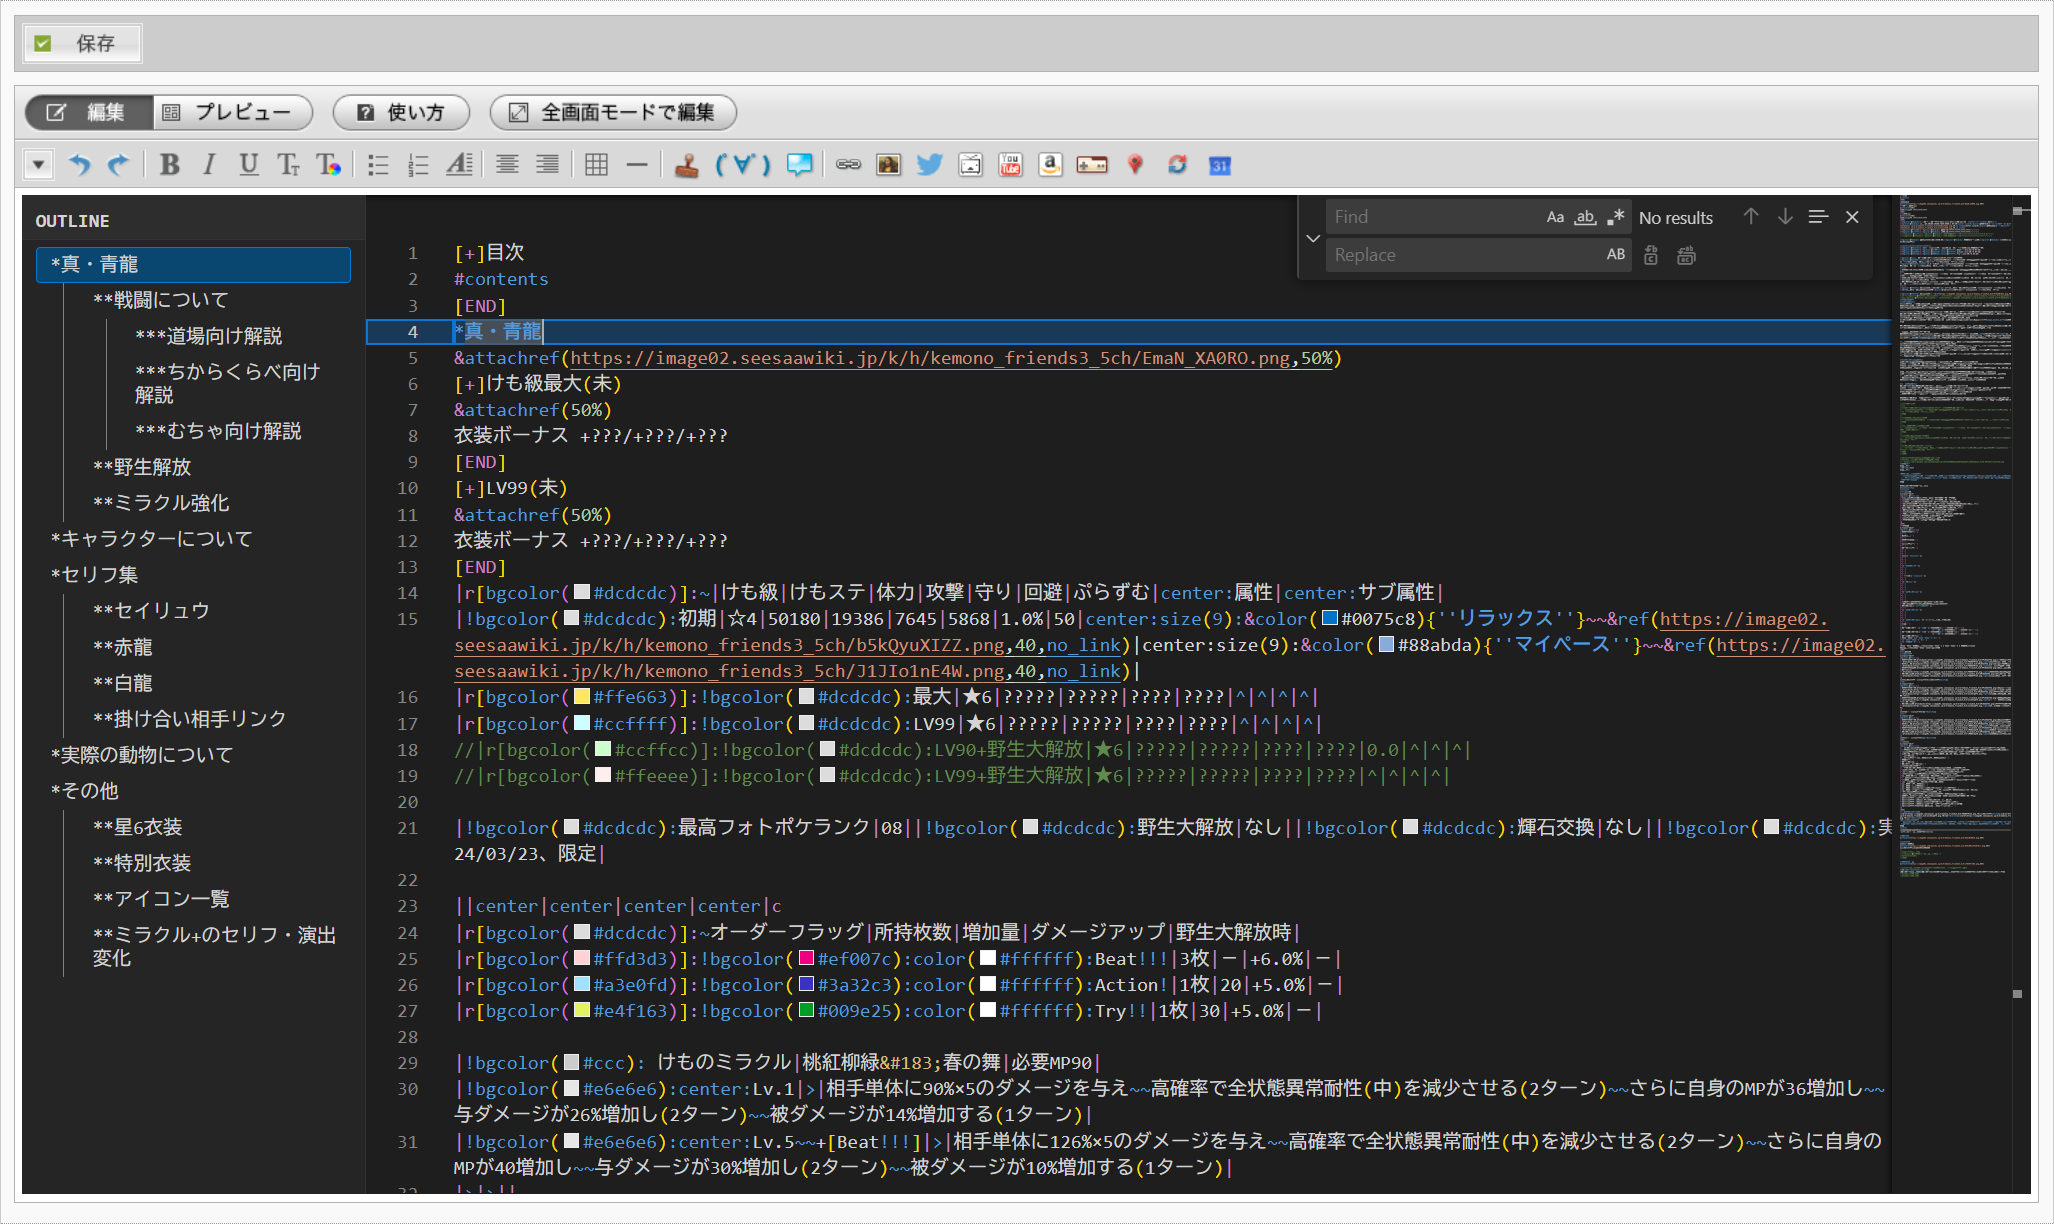 保存
編集 プレビュー 使い方 全画面モードで編集
OUTLINE
*真・青龍
**戦闘について
***道場向け解説
***ちからくらべ向け
解説
***むちゃ向け解説
**野生解放
**ミラクル強化
*キャラクターについて
*セリフ集
**セイリュウ
**赤龍
**白龍
**掛け合い相手リンク
*実際の動物について
*その他
**星6衣装
**特別衣装
**アイコン一覧
**ミラクル+のセリフ・演出
変化
Find Aa ab No results
Replace AB
1 [+]目次
2 #contents
3 [END]
4 *真・青龍
5 &attachref(https://image02.seesaawiki.jp/k/h/kemono_friends3_5ch/EmaN_XA0RO.png,50%)
6 [+]けも級最大(未)
7 &attachref(50%)
8 衣装ボーナス +???/+???/+???
9 [END]
10 [+]LV99(未)
11 &attachref(50%)
12 衣装ボーナス +???/+???/+???
13 [END]
14 |r[bgcolor(#dcdcdc)]:~|けも級|けもステ|体力|攻撃|守り|回避|ぷらずむ|center:属性|center:サブ属性|
15 |!bgcolor(#dcdcdc):初期|☆4|50180|19386|7645|5868|1.0%|50|center:size(9):&color(#0075c8){''リラックス''}~~&ref(https://image02.
seesaawiki.jp/k/h/kemono_friends3_5ch/b5kQyuXIZZ.png,40,no_link)|center:size(9):&color(#88abda){''マイペース''}~~&ref(https://image02.
seesaawiki.jp/k/h/kemono_friends3_5ch/J1JIo1nE4W.png,40,no_link)|
16 |r[bgcolor(#ffe663)]:!bgcolor(#dcdcdc):最大|★6|?????|?????|????|????|^|^|^|^|
17 |r[bgcolor(#ccffff)]:!bgcolor(#dcdcdc):LV99|★6|?????|?????|????|????|^|^|^|^|
18 //|r[bgcolor(#ccffcc)]:!bgcolor(#dcdcdc):LV90+野生大解放|★6|?????|?????|????|????|0.0|^|^|^|
19 //|r[bgcolor(#ffeeee)]:!bgcolor(#dcdcdc):LV99+野生大解放|★6|?????|?????|????|????|^|^|^|^|
20
21 |!bgcolor(#dcdcdc):最高フォトポケランク|08||!bgcolor(#dcdcdc):野生大解放|なし||!bgcolor(#dcdcdc):輝石交換|なし||!bgcolor(#dcdcdc):実
24/03/23、限定|
22
23 ||center|center|center|center|c
24 |r[bgcolor(#dcdcdc)]:~オーダーフラッグ|所持枚数|増加量|ダメージアップ|野生大解放時|
25 |r[bgcolor(#ffd3d3)]:!bgcolor(#ef007c):color(#ffffff):Beat!!!|3枚|－|+6.0%|－|
26 |r[bgcolor(#a3e0fd)]:!bgcolor(#3a32c3):color(#ffffff):Action!|1枚|20|+5.0%|－|
27 |r[bgcolor(#e4f163)]:!bgcolor(#009e25):color(#ffffff):Try!!|1枚|30|+5.0%|－|
28
29 |!bgcolor(#ccc): けものミラクル|桃紅柳緑&#183;春の舞|必要MP90|
30 |!bgcolor(#e6e6e6):center:Lv.1|>|相手単体に90%×5のダメージを与え~~高確率で全状態異常耐性(中)を減少させる(2ターン)~~さらに自身のMPが36増加し~~
与ダメージが26%増加し(2ターン)~~被ダメージが14%増加する(1ターン)|
31 |!bgcolor(#e6e6e6):center:Lv.5~~+[Beat!!!]|>|相手単体に126%×5のダメージを与え~~高確率で全状態異常耐性(中)を減少させる(2ターン)~~さらに自身の
MPが40増加し~~与ダメージが30%増加し(2ターン)~~被ダメージが10%増加する(1ターン)|